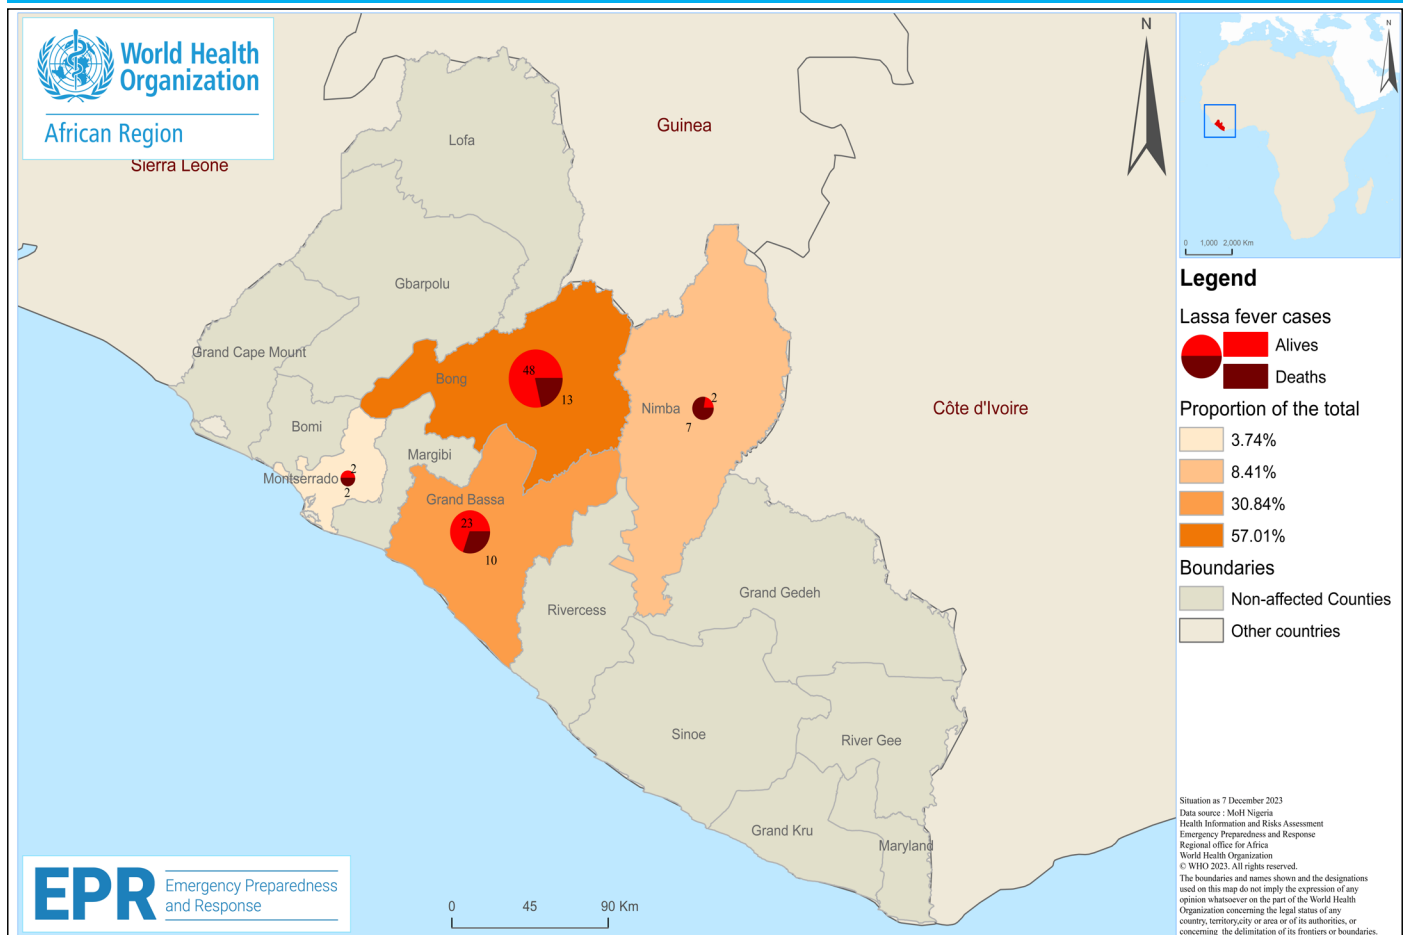 World Health
Organization
African Region
Sierra Leone
Guinea
Côte d'Ivoire
Lofa
Gbarpolu
Grand Cape Mount
Bong
48
13
Bomi
Nimba
2
7
Margibi
Montserrado
2
2
Grand Bassa
23
10
Rivercess
Grand Gedeh
Sinoe
River Gee
Grand Kru
Maryland
N
EPR
Emergency Preparedness
and Response
0 45 90 Km
N
0 1,000 2,000 Km
Legend
Lassa fever cases
Alives
Deaths
Proportion of the total
3.74%
8.41%
30.84%
57.01%
Boundaries
Non-affected Counties
Other countries
Situation as 7 December 2023
Data source : MoH Nigeria
Health Information and Risks Assessment
Emergency Preparedness and Response
Regional office for Africa
World Health Organization
© WHO 2023. All rights reserved.
The boundaries and names shown and the designations
used on this map do not imply the expression of any
opinion whatsoever on the part of the World Health
Organization concerning the legal status of any
country, territory,city or area or of its authorities, or
concerning the delimitation of its frontiers or boundaries.